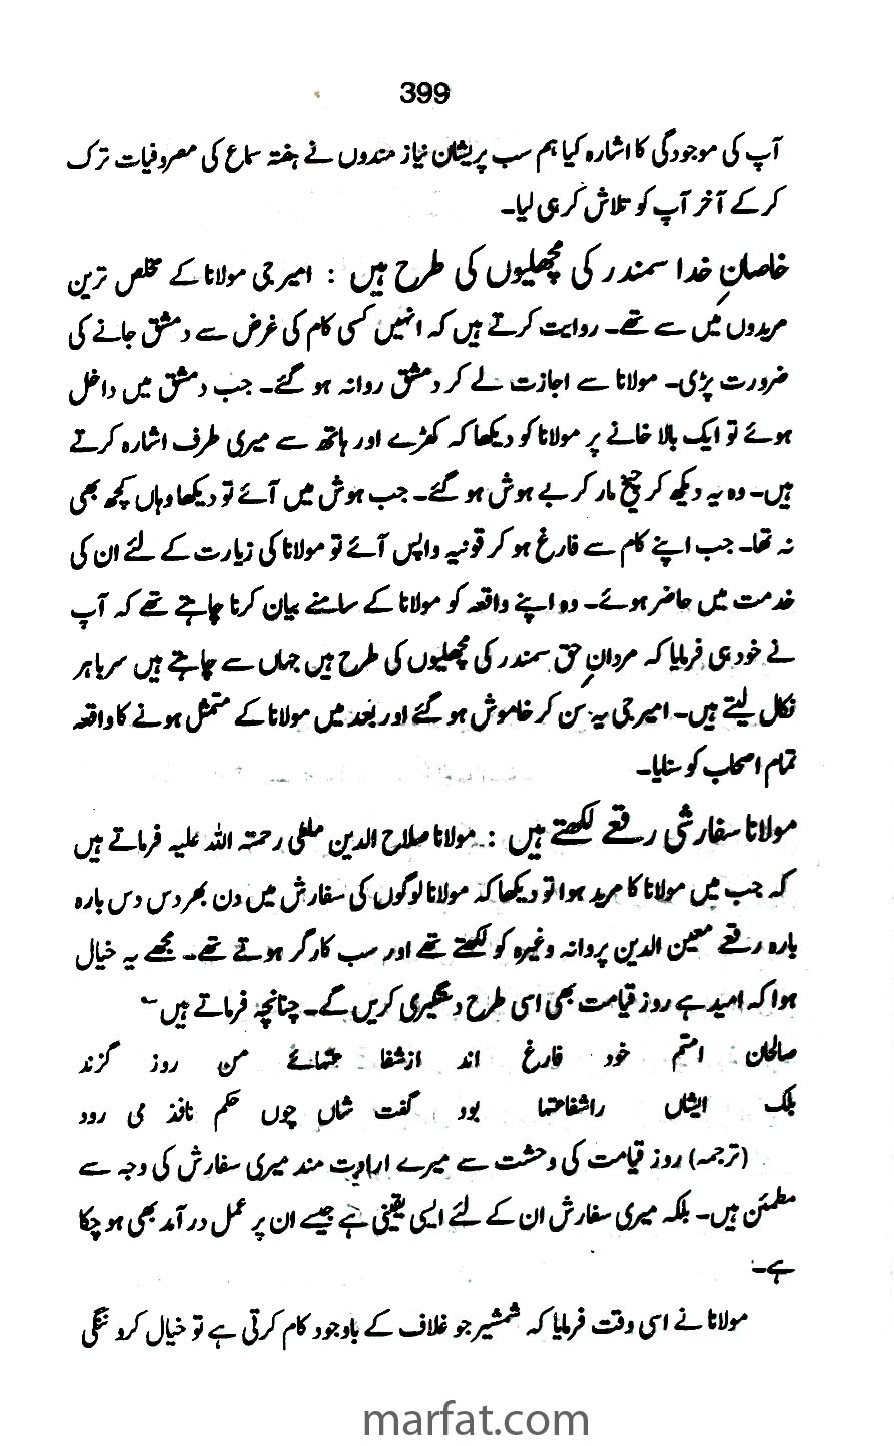 399
آپ کی موجودگی کا اشارہ کیا ہم سب پریشان نیاز مندوں نے ہفتہ سماع کی مصروفیات ترک
کر کے آخر آپ کو تلاش کر ہی لیا۔
خاصانِ خدا سمندر کی مچھلیوں کی طرح ہیں : امیر جی مولانا کے مخلص ترین
مریدوں میں سے تھے۔ روایت کرتے ہیں کہ انہیں کسی کام کی غرض سے دمشق جانے کی
ضرورت پڑی۔ مولانا سے اجازت لے کر دمشق روانہ ہو گئے۔ جب دمشق میں داخل
ہوئے تو ایک بالا خانے پر مولانا کو دیکھا کہ کھڑے اور ہاتھ سے میری طرف اشارہ کرتے
ہیں۔ وہ یہ دیکھ کر چیخ مار کر بے ہوش ہو گئے۔ جب ہوش میں آئے تو دیکھا وہاں کچھ بھی
نہ تھا۔ جب اپنے کام سے فارغ ہو کر قونیہ واپس آئے تو مولانا کی زیارت کے لئے ان کی
خدمت میں حاضر ہوئے۔ وہ اپنے واقعہ کو مولانا کے سامنے بیان کرنا چاہتے تھے کہ آپ
نے خود ہی فرمایا کہ مردانِ حق سمندر کی مچھلیوں کی طرح ہیں جہاں سے چاہتے ہیں سر باہر
نکال لیتے ہیں۔ امیر جی یہ سن کر خاموش ہو گئے اور بعد میں مولانا کے متمثل ہونے کا واقعہ
تمام اصحاب کو سنایا۔
مولانا سفارشی رقعے لکھتے ہیں : مولانا صلاح الدین ملطی رحمتہ اللہ علیہ فرماتے ہیں
کہ جب میں مولانا کا مرید ہوا تو دیکھا کہ مولانا لوگوں کی سفارش میں دن بھر دس دس بارہ
بارہ رقعے معین الدین پروانہ وغیرہ کو لکھتے تھے اور سب کارگر ہوتے تھے۔ مجھے یہ خیال
ہوا کہ امید ہے روز قیامت بھی اسی طرح دستگیری کریں گے۔ چنانچہ فرماتے ہیں ؎
صالحان امتم خود فارغ اند ازشفا عتہائے من روز گزند
بلک ایشاں راشفاعتہا بود گفت شاں چوں حکم نافذ می رود
(ترجمہ) روز قیامت کی وحشت سے میرے ارادت مند میری سفارش کی وجہ سے
مطمئن ہیں۔ بلکہ میری سفارش ان کے لئے ایسی یقینی ہے جیسے ان پر عمل در آمد بھی ہو چکا
ہے۔
مولانا نے اسی وقت فرمایا کہ شمشیر جو غلاف کے باوجود کام کرتی ہے تو خیال کرو ننگی
marfat.com